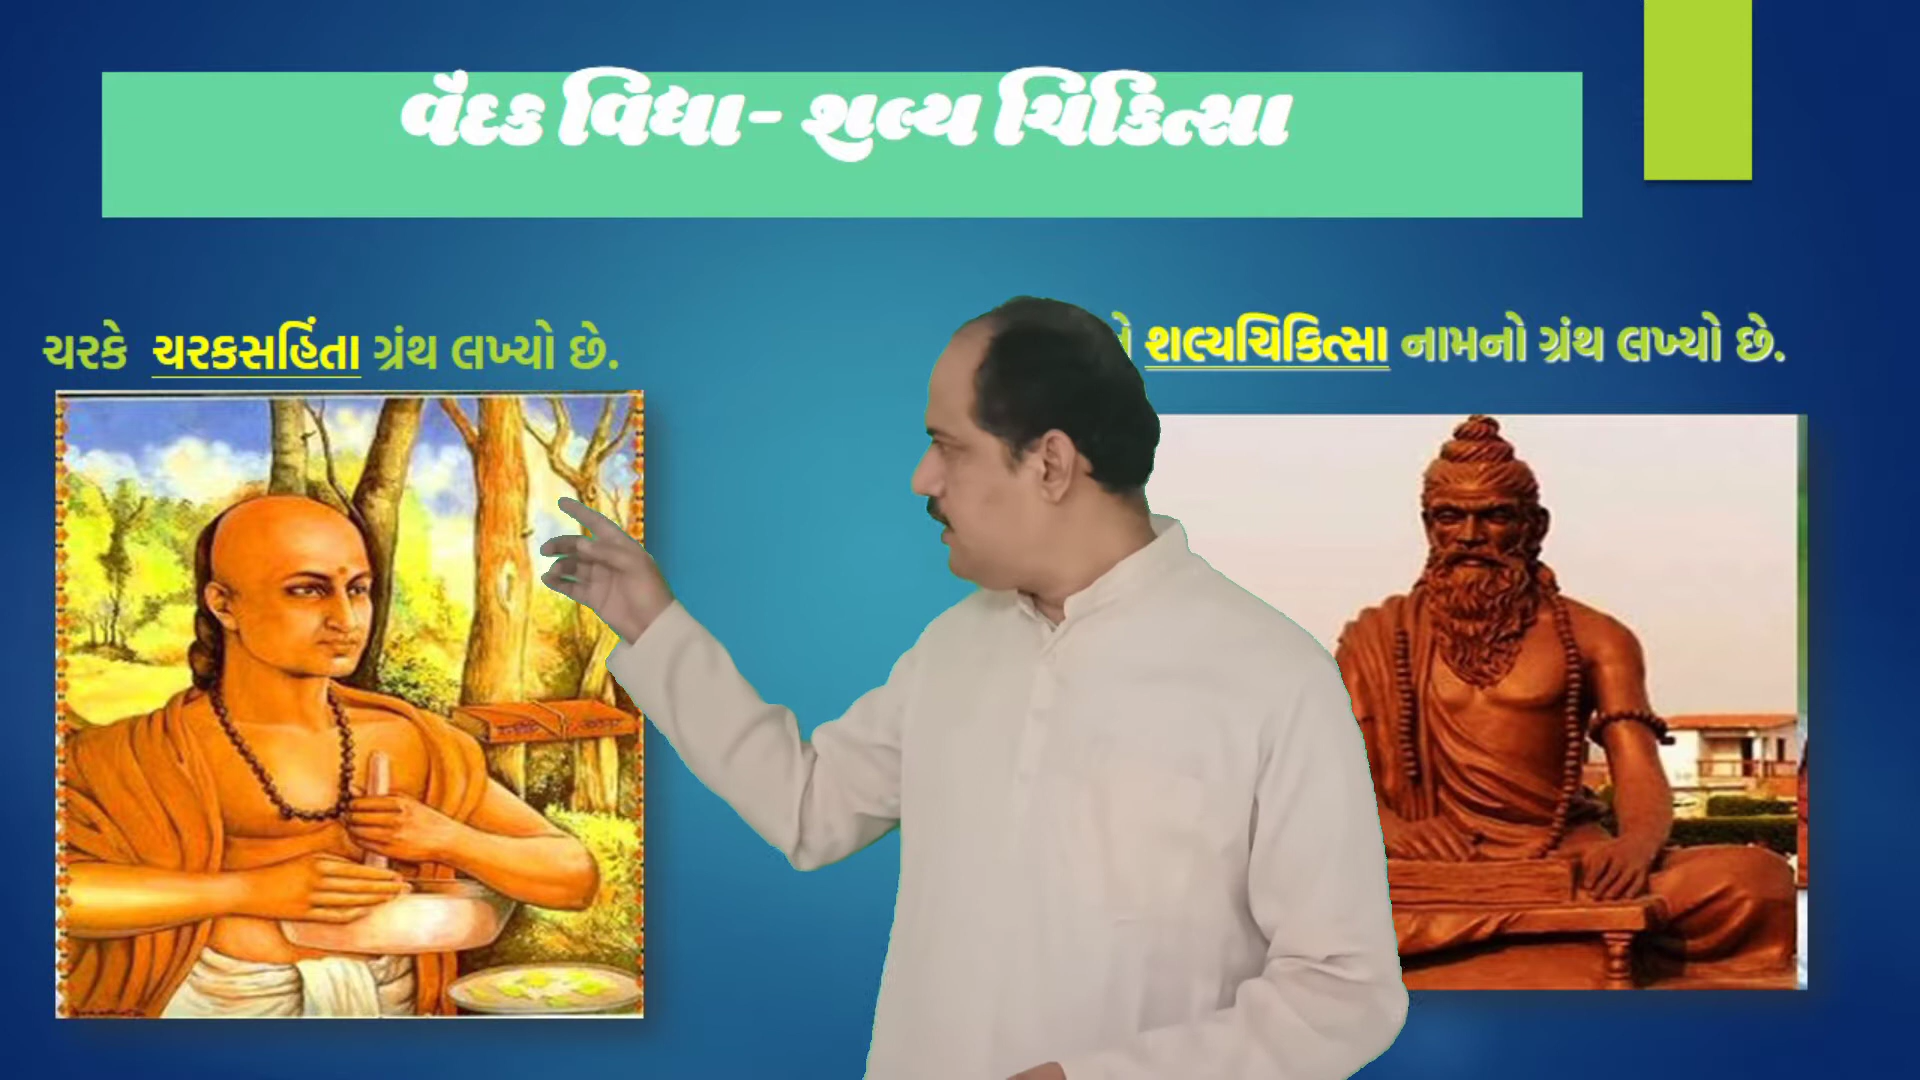 વૈદક વિદ્યા- શલ્ય ચિકિત્સા
ચરકે ચરકસહિંતા ગ્રંથ લખ્યો છે.
શલ્યચિકિત્સા નામનો ગ્રંથ લખ્યો છે.